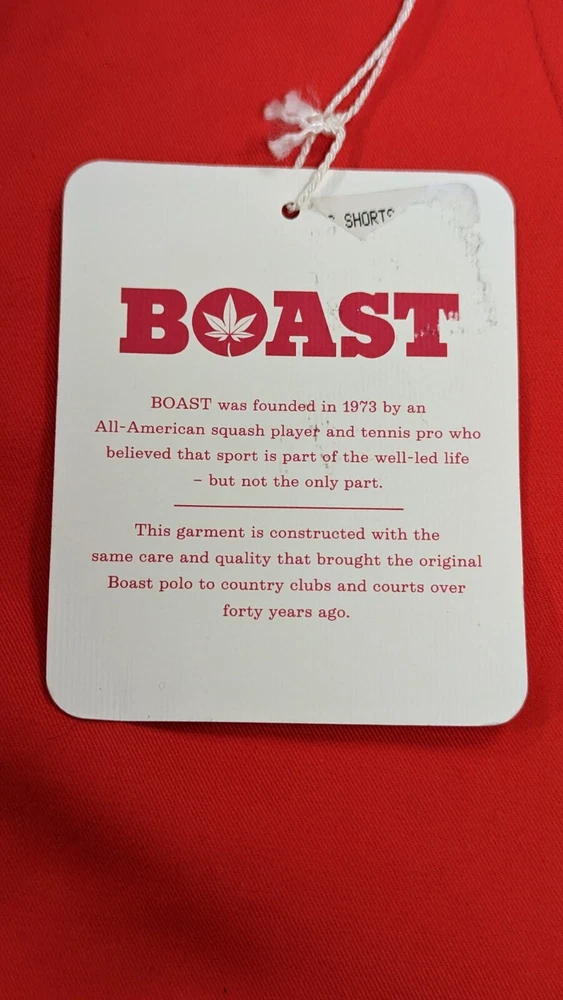 SHORTS
BOAST
BOAST was founded in 1973 by an
All-American squash player and tennis pro who
believed that sport is part of the well-led life
– but not the only part.
This garment is constructed with the
same care and quality that brought the original
Boast polo to country clubs and courts over
forty years ago.